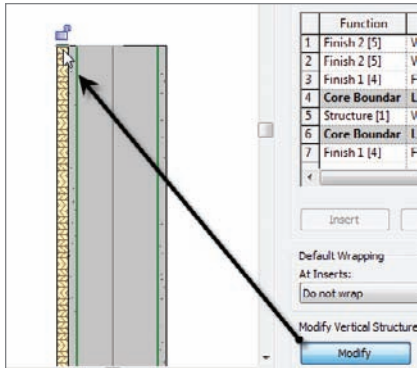 Function
1 Finish 2 [5] V
2 Finish 2 [5] V
3 Finish 1 [4] F
4 Core Boundar L
5 Structure [1] V
6 Core Boundar L
7 Finish 1 [4] F
Insert
Default Wrapping
At Inserts:
Do not wrap
Modify Vertical Structure
Modify